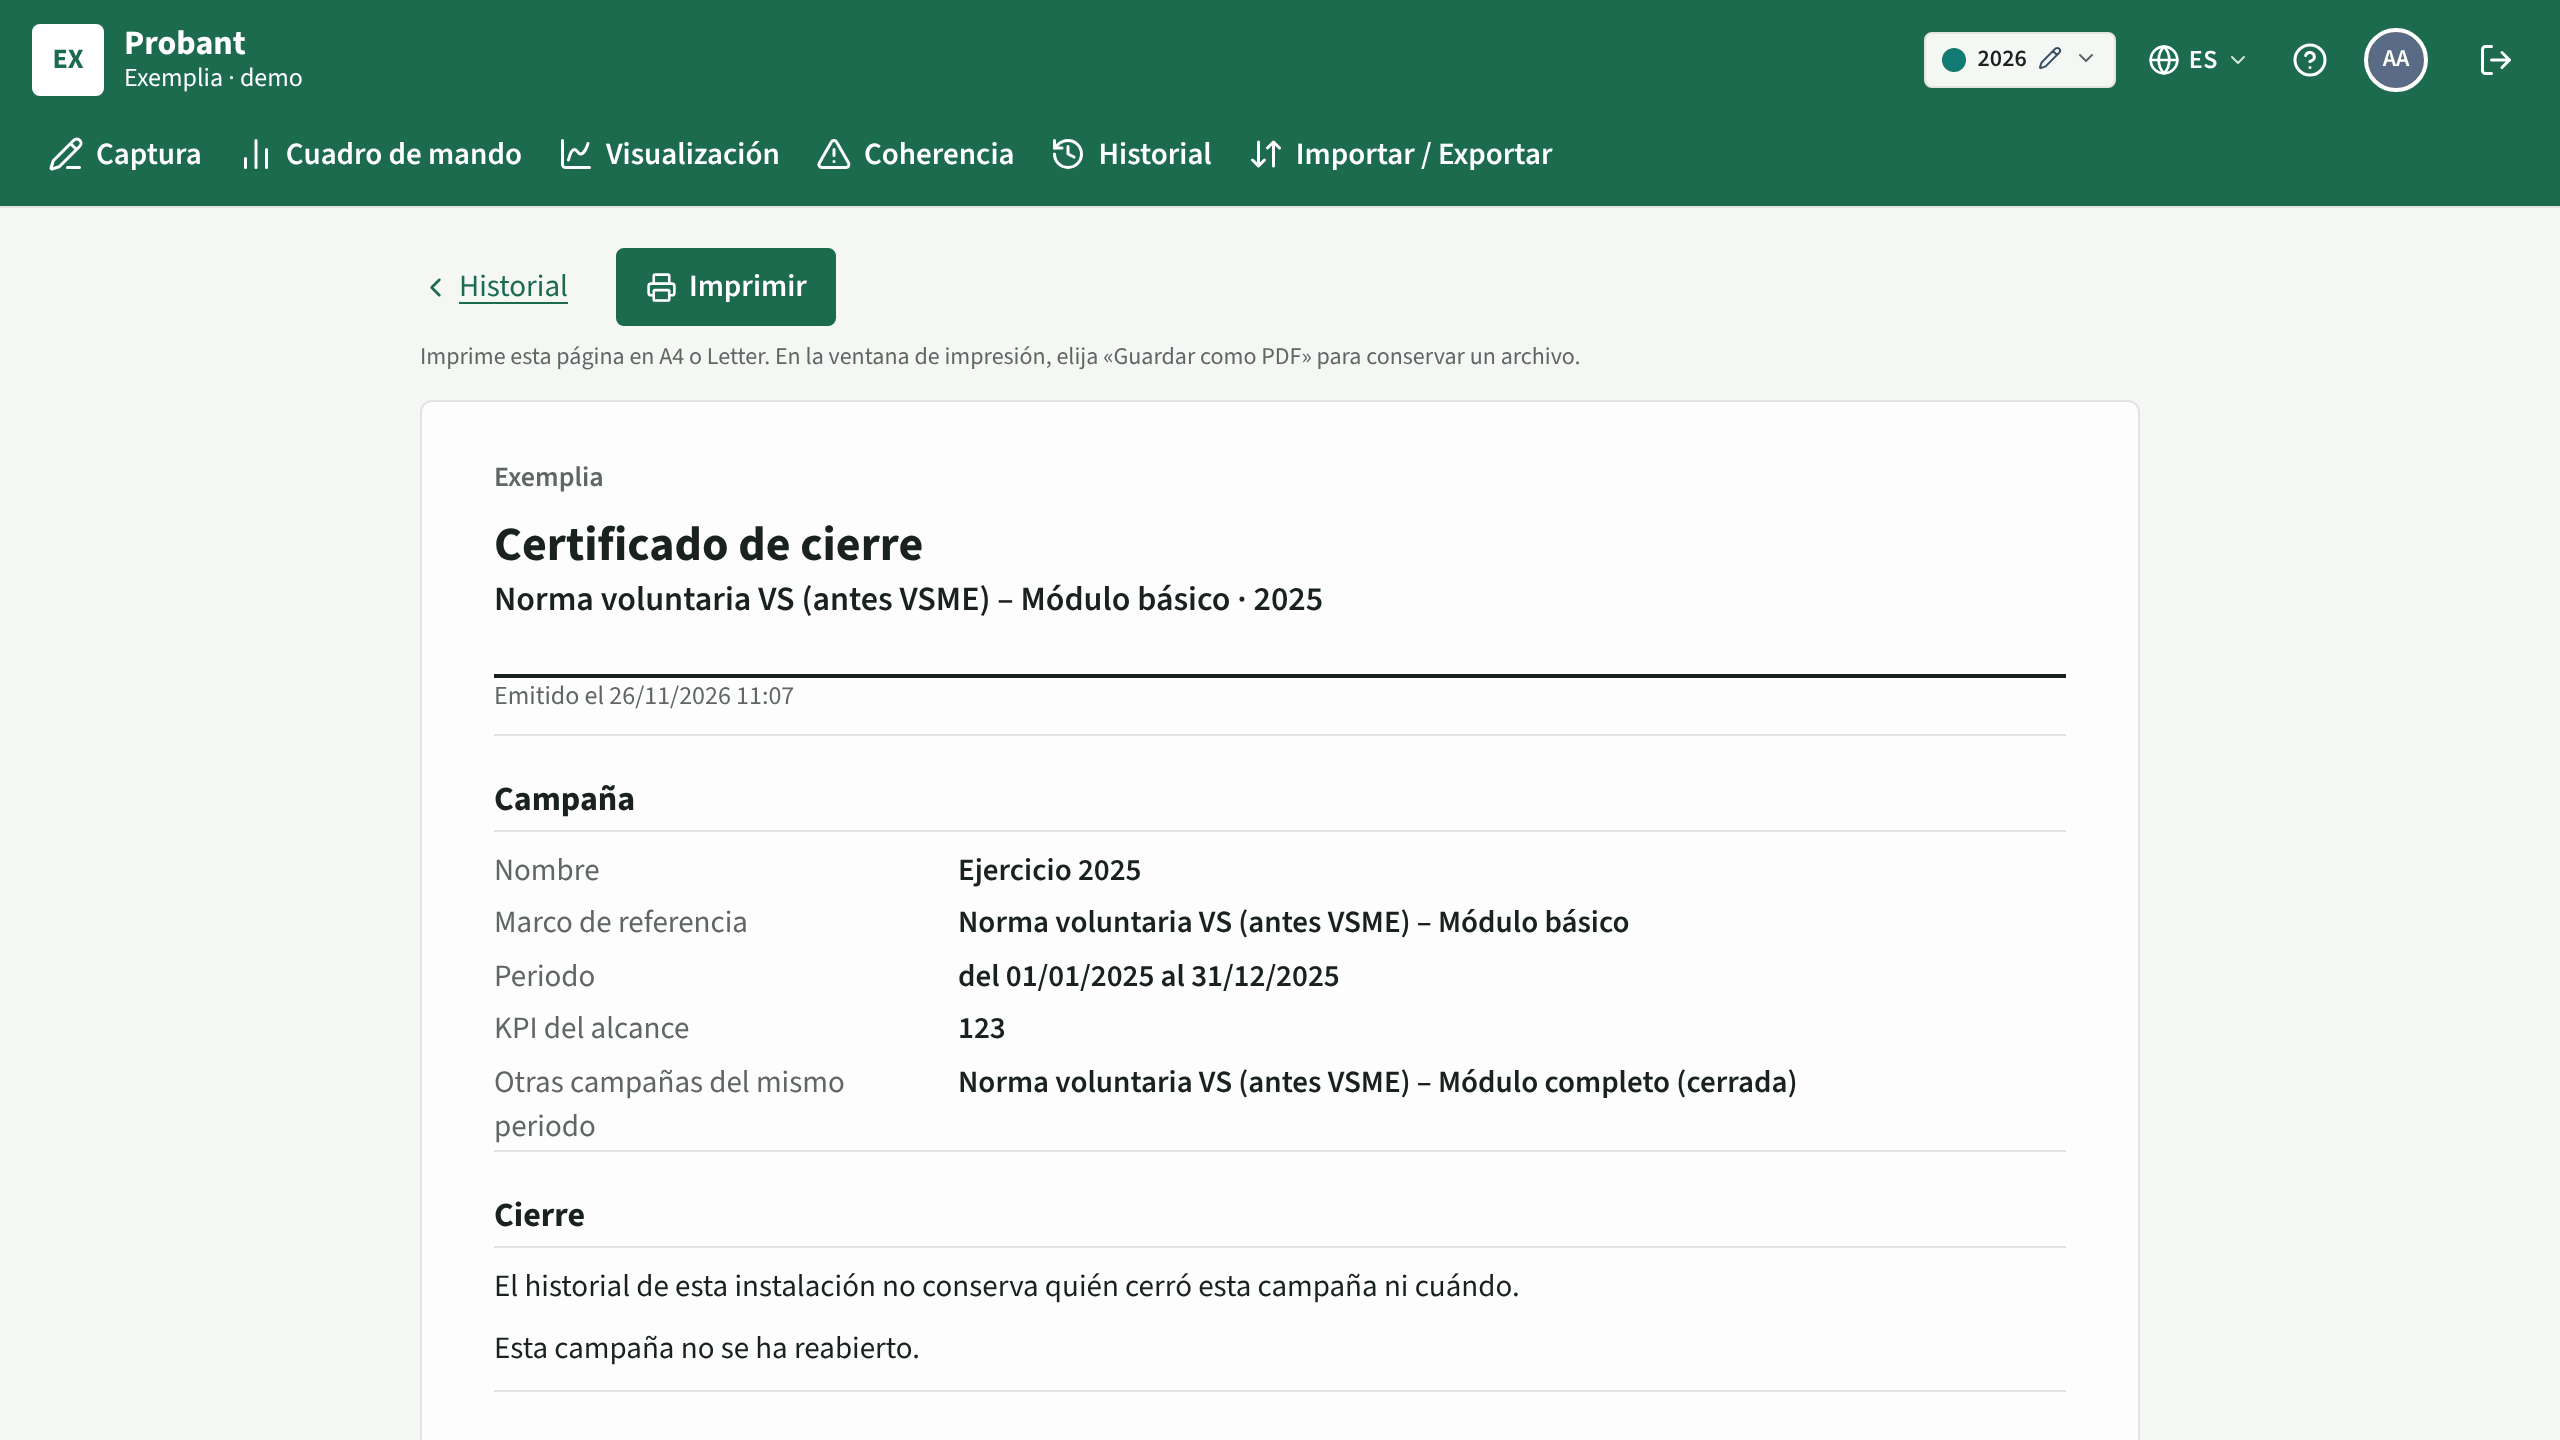 EX
Probant
Exemplia · demo
2026
ES
AA
Captura
Cuadro de mando
Visualización
Coherencia
Historial
Importar / Exportar
Historial
Imprimir
Imprime esta página en A4 o Letter. En la ventana de impresión, elija «Guardar como PDF» para conservar un archivo.
Exemplia
Certificado de cierre
Norma voluntaria VS (antes VSME) – Módulo básico · 2025
Emitido el 26/11/2026 11:07
Campaña
Nombre Ejercicio 2025
Marco de referencia Norma voluntaria VS (antes VSME) – Módulo básico
Periodo del 01/01/2025 al 31/12/2025
KPI del alcance 123
Otras campañas del mismo periodo Norma voluntaria VS (antes VSME) – Módulo completo (cerrada)
Cierre
El historial de esta instalación no conserva quién cerró esta campaña ni cuándo.
Esta campaña no se ha reabierto.